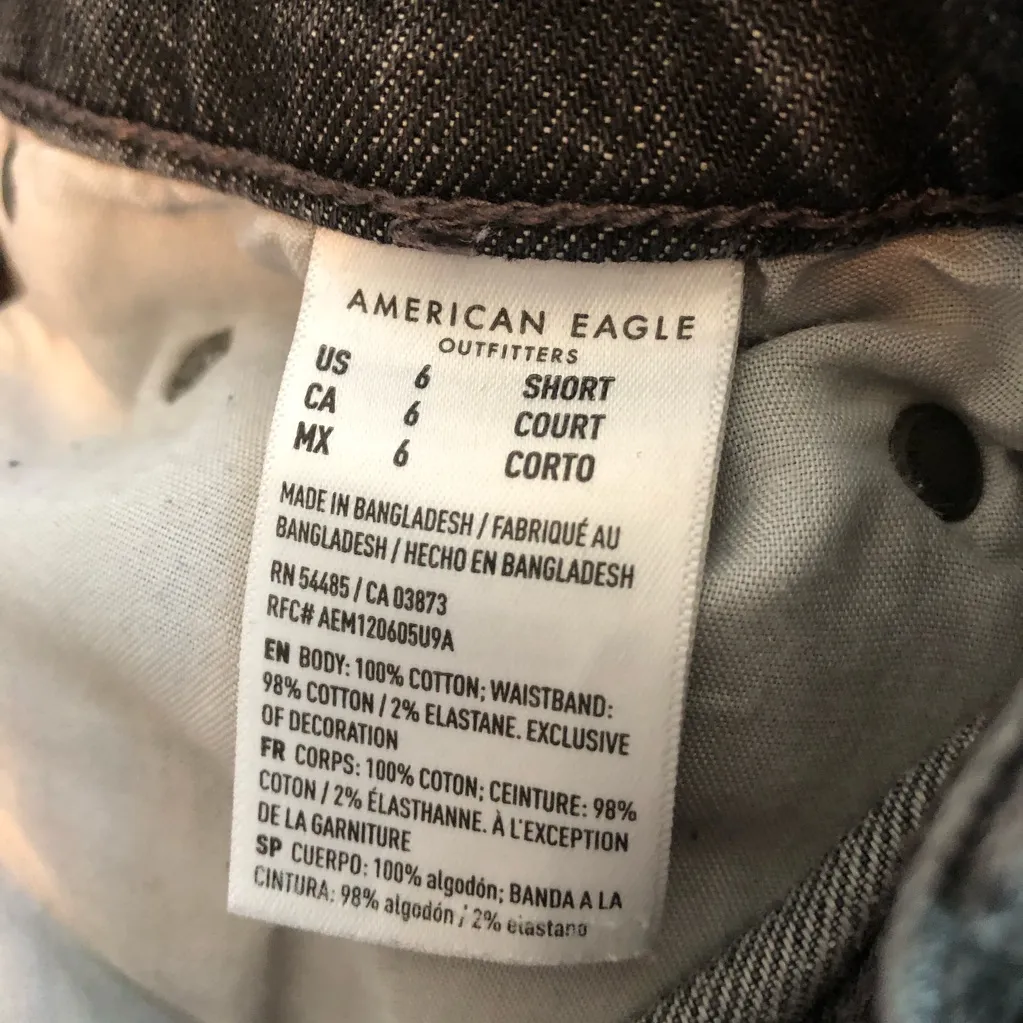 AMERICAN EAGLE
OUTFITTERS
US 6 SHORT
CA 6 COURT
MX 6 CORTO
MADE IN BANGLADESH / FABRIQUÉ AU
BANGLADESH / HECHO EN BANGLADESH
RN 54485 / CA 03873
RFC# AEM120605U9A
EN BODY: 100% COTTON; WAISTBAND:
98% COTTON / 2% ELASTANE. EXCLUSIVE
OF DECORATION
FR CORPS: 100% COTON; CEINTURE: 98%
COTON / 2% ÉLASTHANNE. À L'EXCEPTION
DE LA GARNITURE
SP CUERPO: 100% algodón; BANDA A LA
CINTURA: 98% algodón / 2% elastano